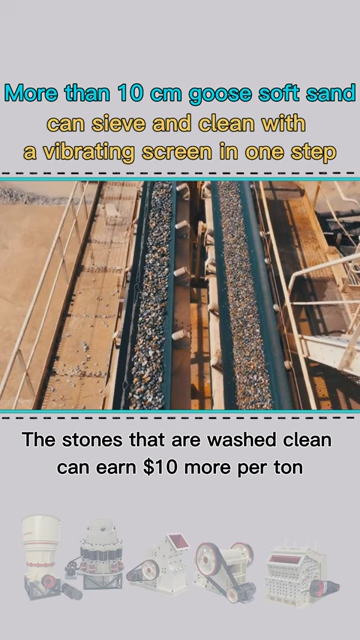 More than 10 cm goose soft sand
can sieve and clean with
a vibrating screen in one step
The stones that are washed clean
can earn $10 more per ton